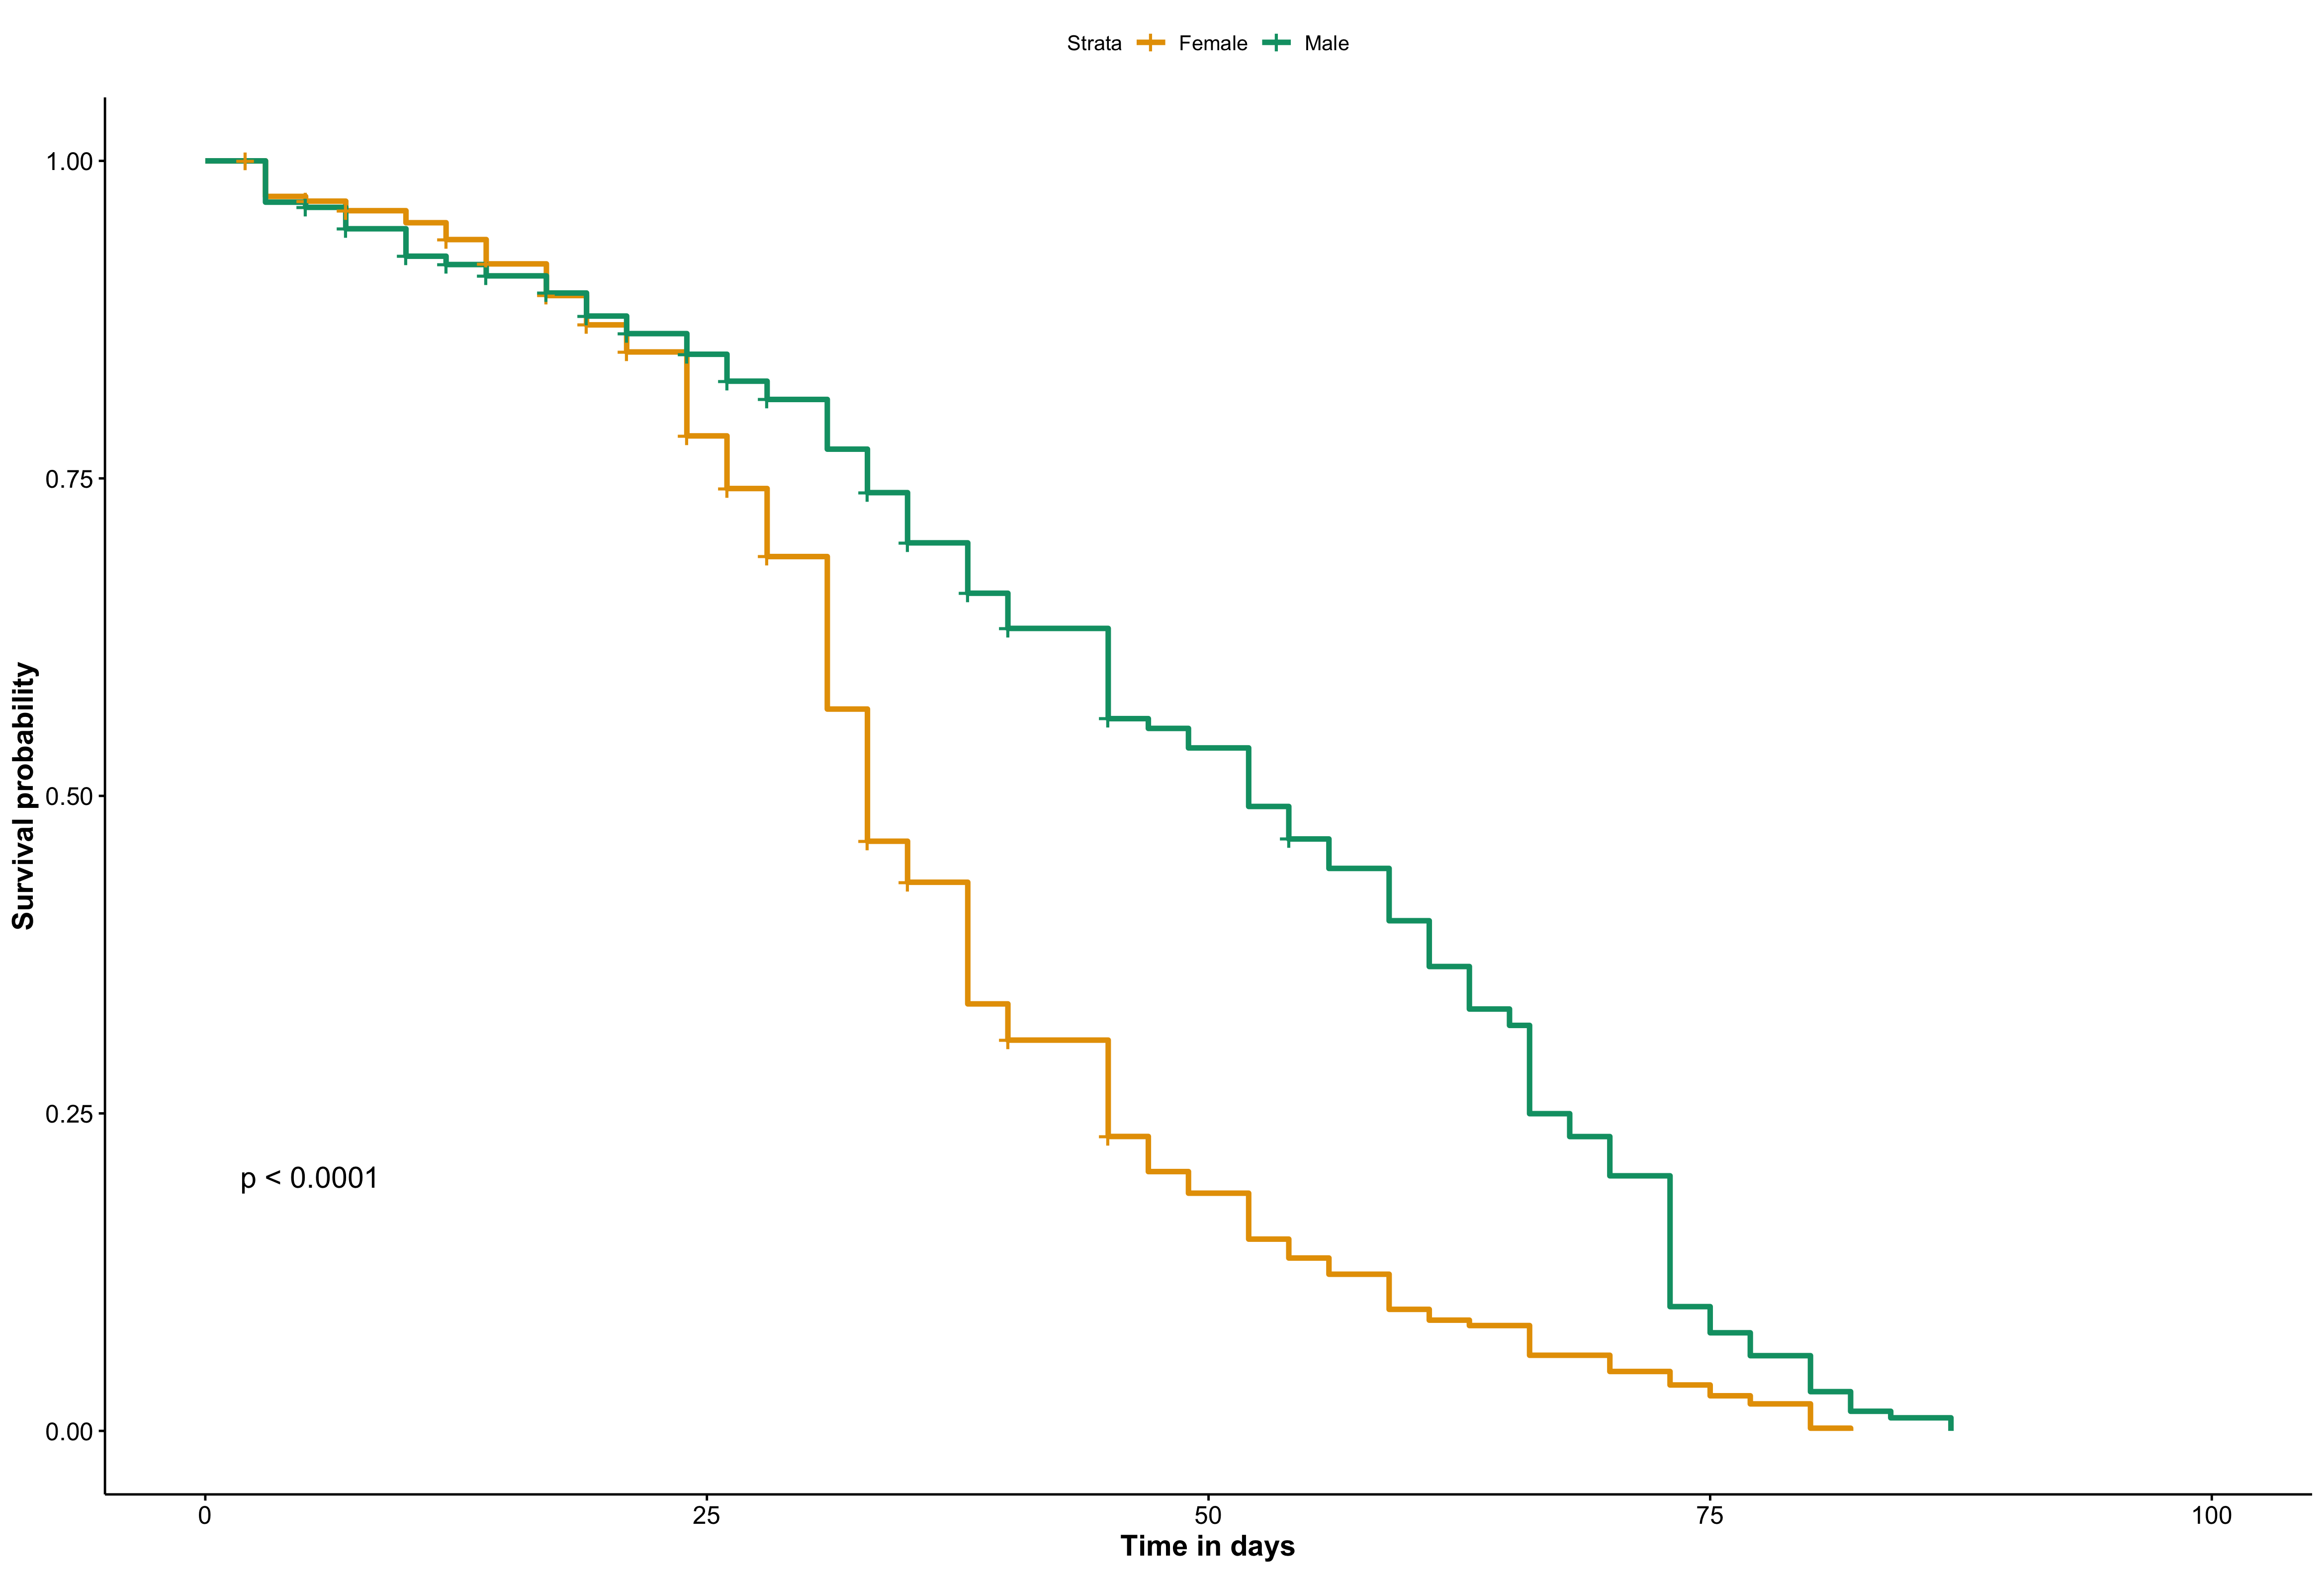 Strata Female Male
1.00
0.75
0.50
0.25
0.00
Survival probability
p < 0.0001
0 25 50 75 100
Time in days